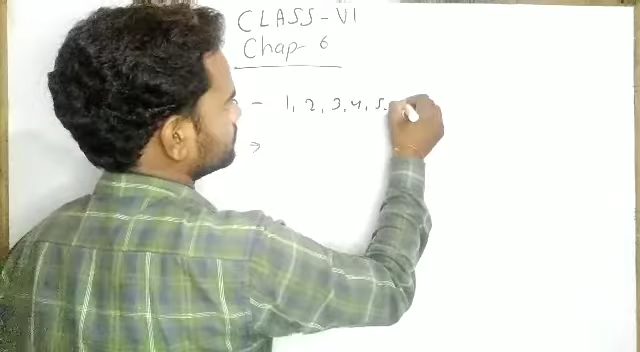 CLASS-VI
Chap- 6
- 1, 2, 3, 4, 5.
⇒